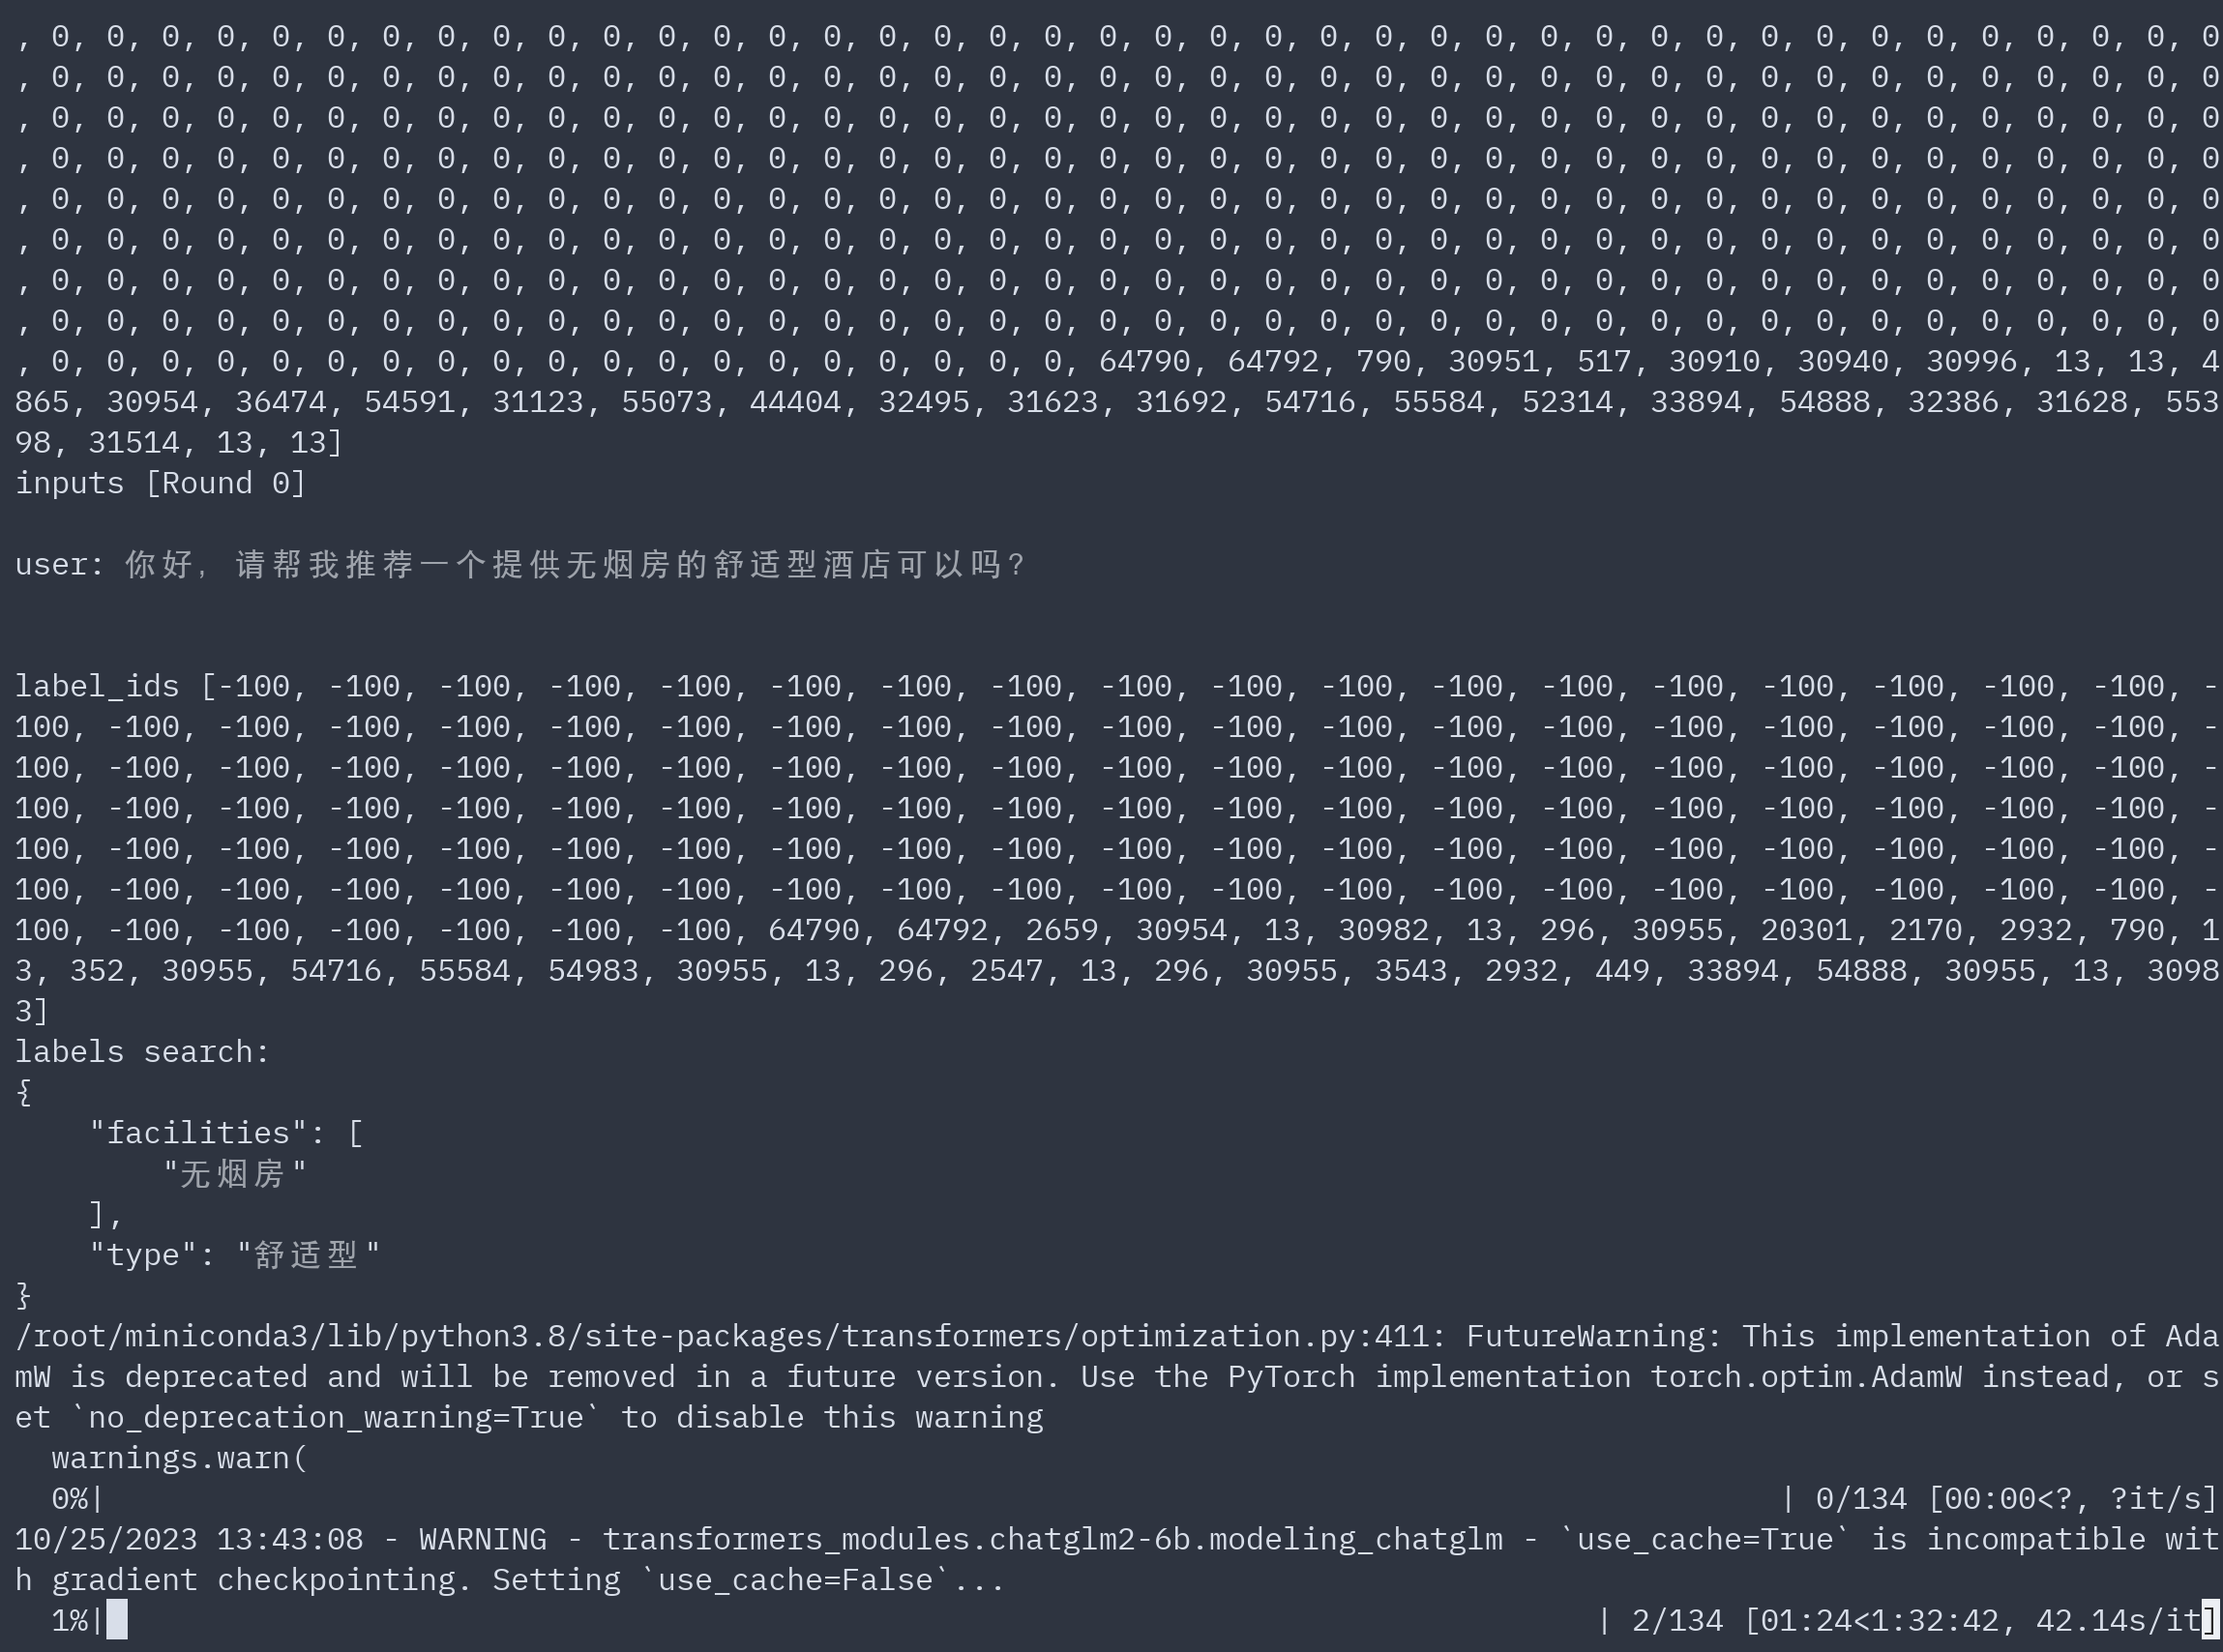 , 0, 0, 0, 0, 0, 0, 0, 0, 0, 0, 0, 0, 0, 0, 0, 0, 0, 0, 0, 0, 0, 0, 0, 0, 0, 0, 0, 0, 0, 0, 0, 0, 0, 0, 0, 0, 0, 0, 0, 0
, 0, 0, 0, 0, 0, 0, 0, 0, 0, 0, 0, 0, 0, 0, 0, 0, 0, 0, 0, 0, 0, 0, 0, 0, 0, 0, 0, 0, 0, 0, 0, 0, 0, 0, 0, 0, 0, 0, 0, 0
, 0, 0, 0, 0, 0, 0, 0, 0, 0, 0, 0, 0, 0, 0, 0, 0, 0, 0, 0, 0, 0, 0, 0, 0, 0, 0, 0, 0, 0, 0, 0, 0, 0, 0, 0, 0, 0, 0, 0, 0
, 0, 0, 0, 0, 0, 0, 0, 0, 0, 0, 0, 0, 0, 0, 0, 0, 0, 0, 0, 0, 0, 0, 0, 0, 0, 0, 0, 0, 0, 0, 0, 0, 0, 0, 0, 0, 0, 0, 0, 0
, 0, 0, 0, 0, 0, 0, 0, 0, 0, 0, 0, 0, 0, 0, 0, 0, 0, 0, 0, 0, 0, 0, 0, 0, 0, 0, 0, 0, 0, 0, 0, 0, 0, 0, 0, 0, 0, 0, 0, 0
, 0, 0, 0, 0, 0, 0, 0, 0, 0, 0, 0, 0, 0, 0, 0, 0, 0, 0, 0, 0, 0, 0, 0, 0, 0, 0, 0, 0, 0, 0, 0, 0, 0, 0, 0, 0, 0, 0, 0, 0
, 0, 0, 0, 0, 0, 0, 0, 0, 0, 0, 0, 0, 0, 0, 0, 0, 0, 0, 0, 0, 0, 0, 0, 0, 0, 0, 0, 0, 0, 0, 0, 0, 0, 0, 0, 0, 0, 0, 0, 0
, 0, 0, 0, 0, 0, 0, 0, 0, 0, 0, 0, 0, 0, 0, 0, 0, 0, 0, 0, 0, 0, 0, 0, 0, 0, 0, 0, 0, 0, 0, 0, 0, 0, 0, 0, 0, 0, 0, 0, 0
, 0, 0, 0, 0, 0, 0, 0, 0, 0, 0, 0, 0, 0, 0, 0, 0, 0, 0, 0, 64790, 64792, 790, 30951, 517, 30910, 30940, 30996, 13, 13, 4
865, 30954, 36474, 54591, 31123, 55073, 44404, 32495, 31623, 31692, 54716, 55584, 52314, 33894, 54888, 32386, 31628, 553
98, 31514, 13, 13]
inputs [Round 0]
user: 你好，请帮我推荐一个提供无烟房的舒适型酒店可以吗？
label_ids [-100, -100, -100, -100, -100, -100, -100, -100, -100, -100, -100, -100, -100, -100, -100, -100, -100, -100, -
100, -100, -100, -100, -100, -100, -100, -100, -100, -100, -100, -100, -100, -100, -100, -100, -100, -100, -100, -100, -
100, -100, -100, -100, -100, -100, -100, -100, -100, -100, -100, -100, -100, -100, -100, -100, -100, -100, -100, -100, -
100, -100, -100, -100, -100, -100, -100, -100, -100, -100, -100, -100, -100, -100, -100, -100, -100, -100, -100, -100, -
100, -100, -100, -100, -100, -100, -100, -100, -100, -100, -100, -100, -100, -100, -100, -100, -100, -100, -100, -100, -
100, -100, -100, -100, -100, -100, -100, -100, -100, -100, -100, -100, -100, -100, -100, -100, -100, -100, -100, -100, -
100, -100, -100, -100, -100, -100, -100, 64790, 64792, 2659, 30954, 13, 30982, 13, 296, 30955, 20301, 2170, 2932, 790, 1
3, 352, 30955, 54716, 55584, 54983, 30955, 13, 296, 2547, 13, 296, 30955, 3543, 2932, 449, 33894, 54888, 30955, 13, 3098
3]
labels search:
{
    "facilities": [
        "无烟房"
    ],
    "type": "舒适型"
}
/root/miniconda3/lib/python3.8/site-packages/transformers/optimization.py:411: FutureWarning: This implementation of Ada
mW is deprecated and will be removed in a future version. Use the PyTorch implementation torch.optim.AdamW instead, or s
et `no_deprecation_warning=True` to disable this warning
  warnings.warn(
  0%| | 0/134 [00:00<?, ?it/s]
10/25/2023 13:43:08 - WARNING - transformers_modules.chatglm2-6b.modeling_chatglm - `use_cache=True` is incompatible wit
h gradient checkpointing. Setting `use_cache=False`...
  1%| | 2/134 [01:24<1:32:42, 42.14s/it]